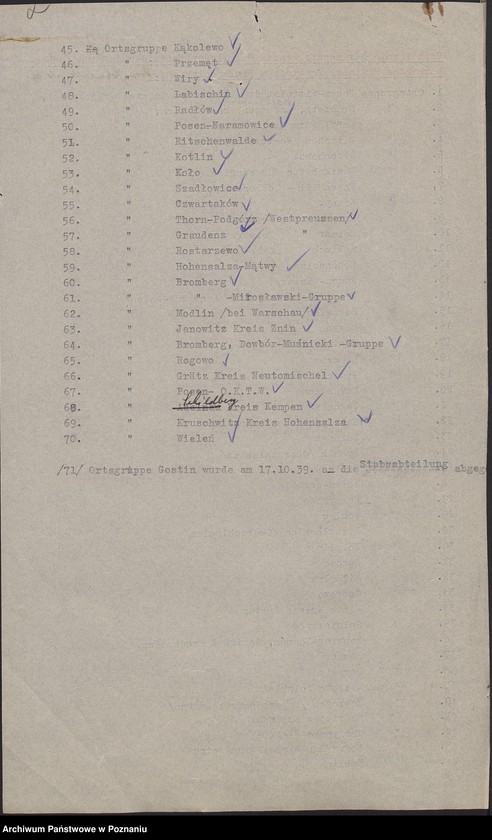 2
45. Ortsgruppe Kąkolewo
46. " Przemęt
47. " Wiry
48. " Labischin
49. " Radłów
50. " Posen-Naramowice
51. " Ritschenwalde
52. " Kotlin
53. " Koło
54. " Szadłowice
55. " Czwartaków
56. " Thorn-Podgórz /Westpreussen/
57. " Graudenz "
58. " Rostarzewo
59. " Hohensalza-Mątwy
60. " Bromberg
61. " " -Mirosławski-Gruppe
62. " Modlin /bei Warschau/
63. " Janowitz Kreis Znin
64. " Bromberg, Dowbór-Muśnicki -Gruppe
65. " Rogowo
66. " Grätz Kreis Neutomischel
67. " Posen- O.K.T.W.
68. " Schildberg Kreis Kempen
69. " Kruschwitz Kreis Hohensalza
70. " Wieleń
/71/ Ortsgruppe Gostin wurde am 17.10.39. an die Stabsabteilung abgeg
Archiwum Państwowe w Poznaniu